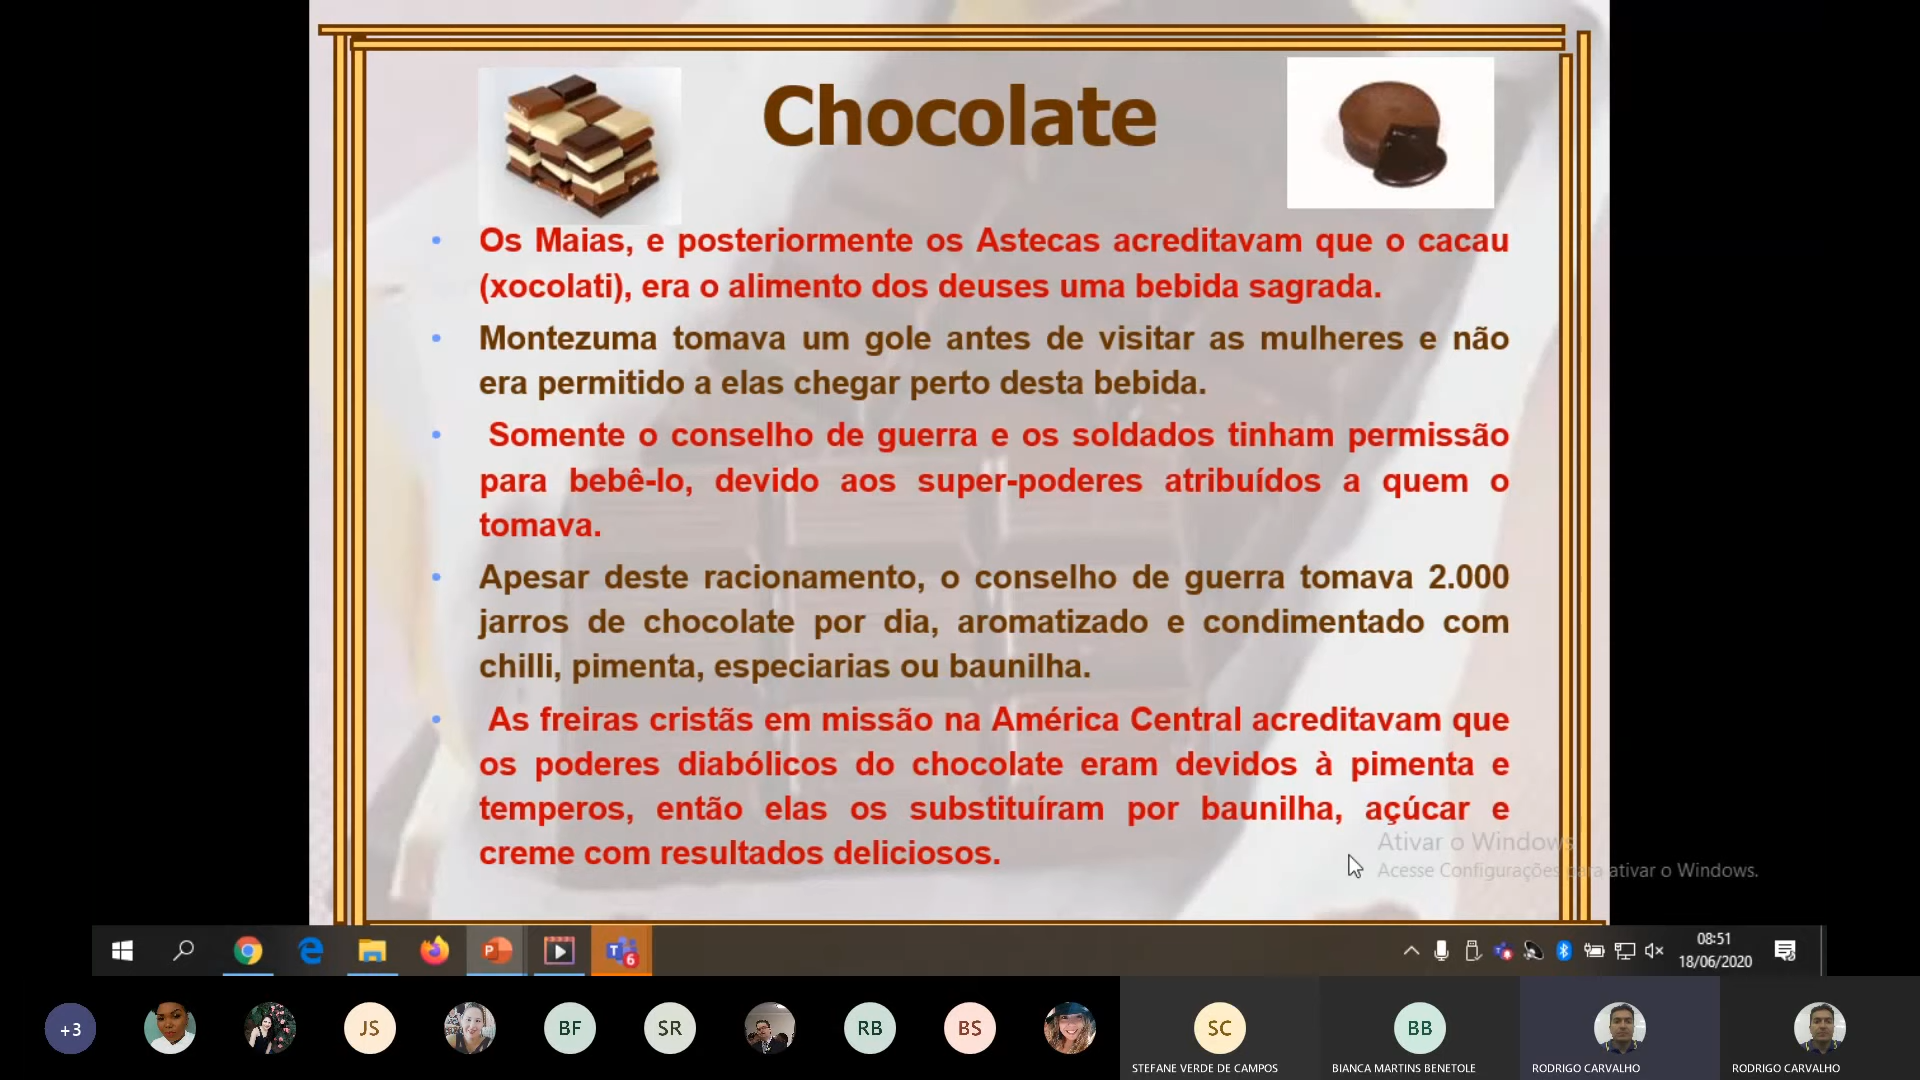 Chocolate
• Os Maias, e posteriormente os Astecas acreditavam que o cacau
(xocolati), era o alimento dos deuses uma bebida sagrada.
• Montezuma tomava um gole antes de visitar as mulheres e não
era permitido a elas chegar perto desta bebida.
• Somente o conselho de guerra e os soldados tinham permissão
para bebê-lo, devido aos super-poderes atribuídos a quem o
tomava.
• Apesar deste racionamento, o conselho de guerra tomava 2.000
jarros de chocolate por dia, aromatizado e condimentado com
chilli, pimenta, especiarias ou baunilha.
• As freiras cristãs em missão na América Central acreditavam que
os poderes diabólicos do chocolate eram devidos à pimenta e
temperos, então elas os substituíram por baunilha, açúcar e
creme com resultados deliciosos.
Ativar o Windows
Acesse Configurações para ativar o Windows.
08:51
18/06/2020
6
+3
JS
BF
SR
RB
BS
SC
BB
STEFANE VERDE DE CAMPOS
BIANCA MARTINS BENETOLE
RODRIGO CARVALHO
RODRIGO CARVALHO